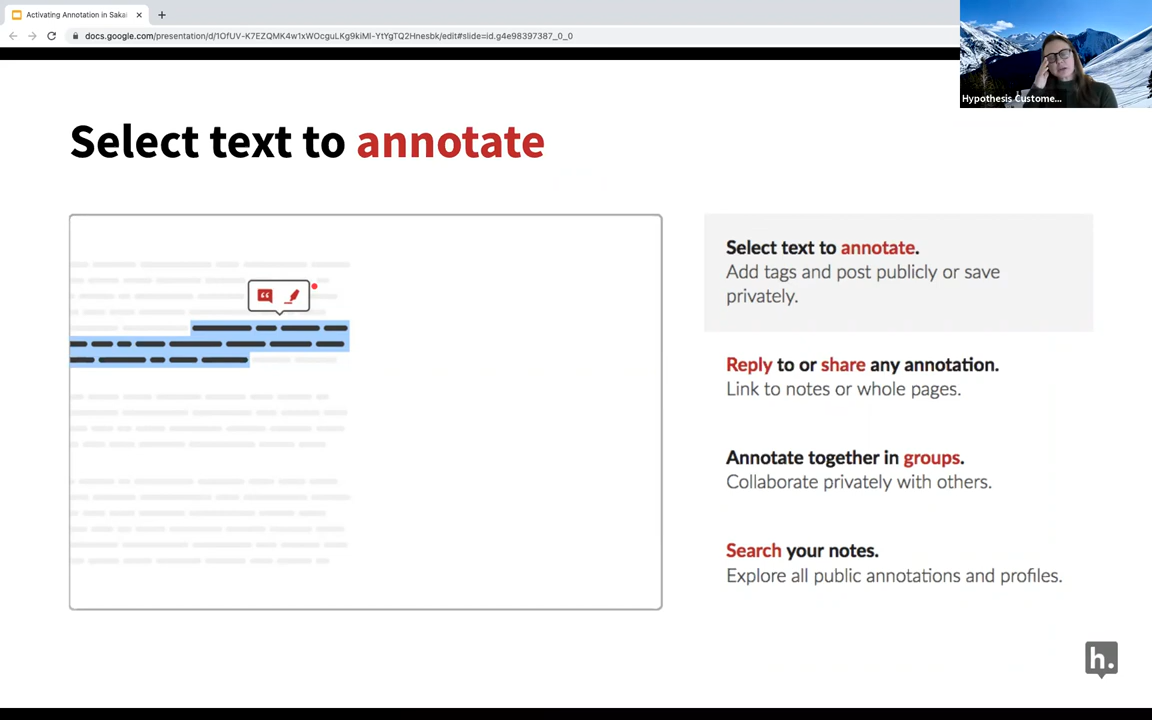 Activating Annotation in Sakai
docs.google.com/presentation/d/1OfUV-K7EZQMK4w1xWOcguLKg9kiMI-YtYgTQ2Hnesbk/edit#slide=id.g4e98397387_0_0
Hypothesis Custome...
Select text to annotate
Select text to annotate.
Add tags and post publicly or save
privately.
Reply to or share any annotation.
Link to notes or whole pages.
Annotate together in groups.
Collaborate privately with others.
Search your notes.
Explore all public annotations and profiles.
h.